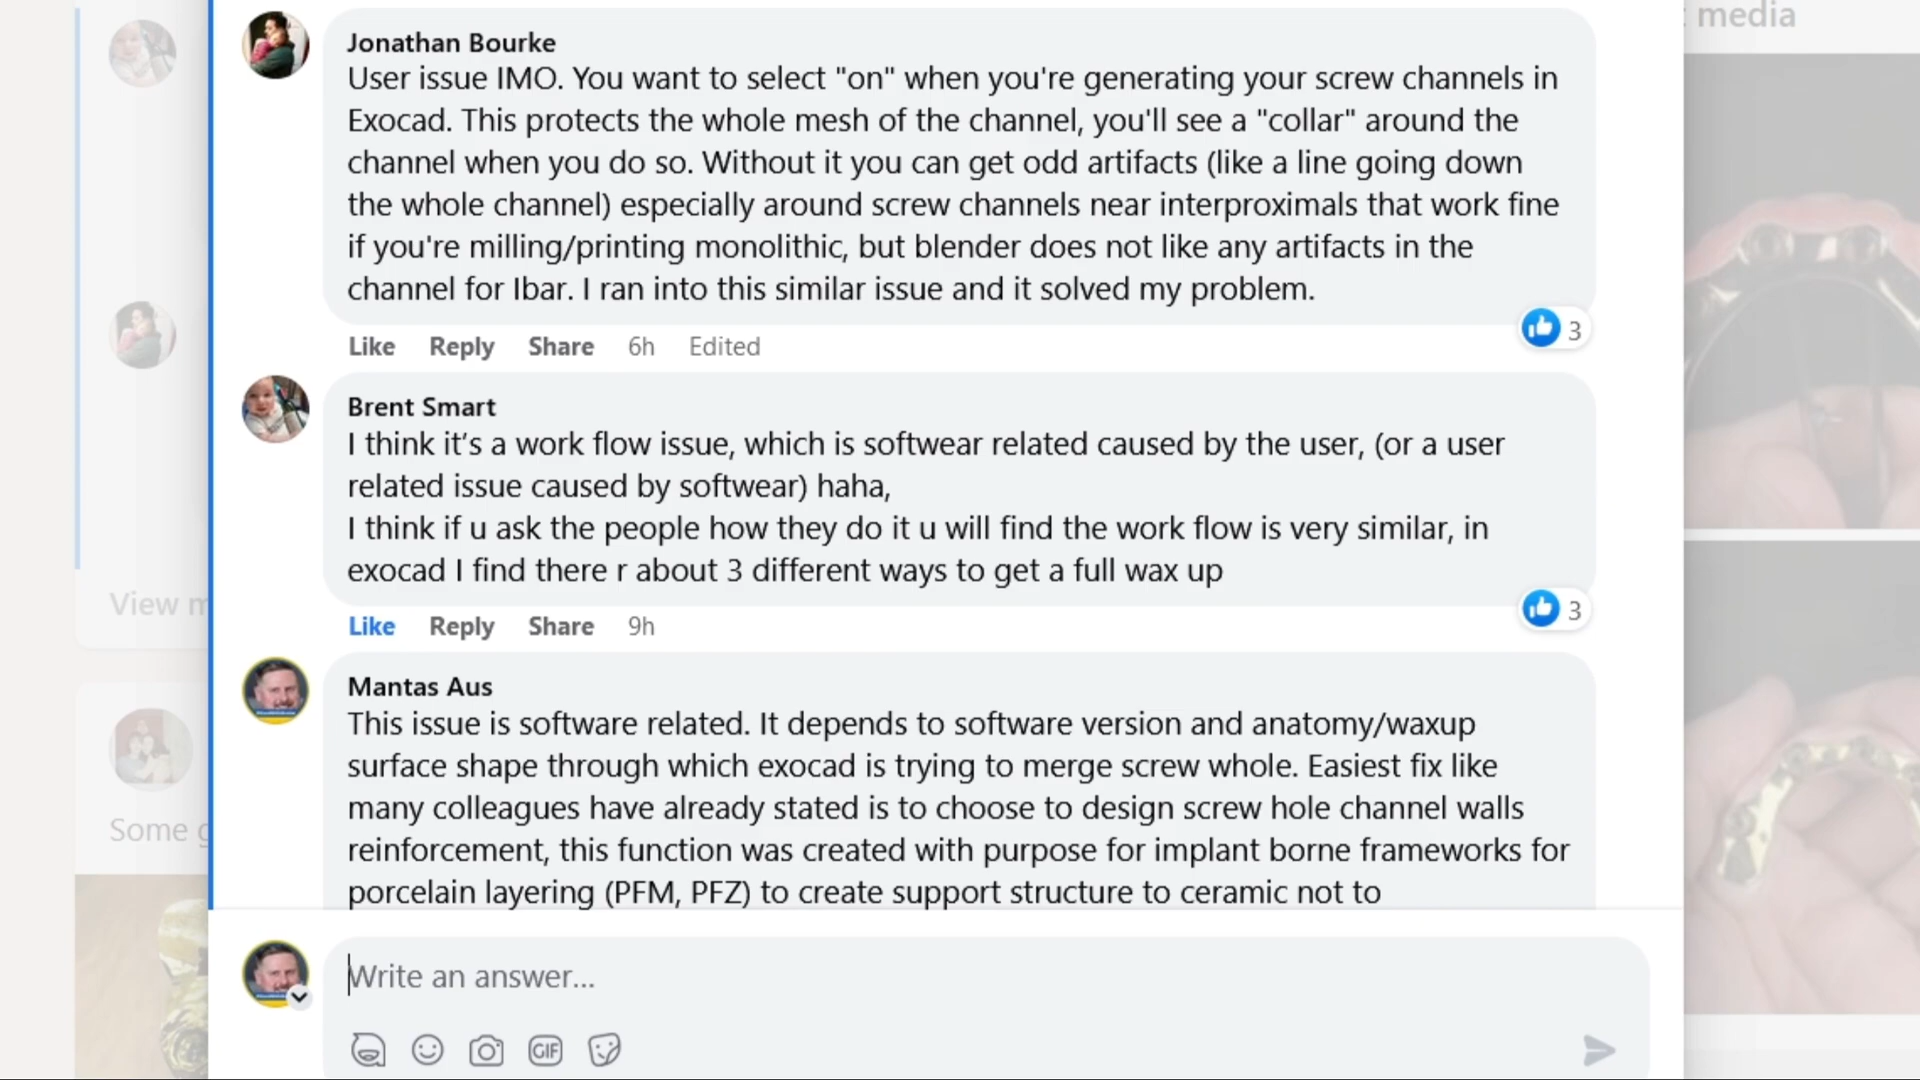 media
Jonathan Bourke
User issue IMO. You want to select "on" when you're generating your screw channels in
Exocad. This protects the whole mesh of the channel, you'll see a "collar" around the
channel when you do so. Without it you can get odd artifacts (like a line going down
the whole channel) especially around screw channels near interproximals that work fine
if you're milling/printing monolithic, but blender does not like any artifacts in the
channel for Ibar. I ran into this similar issue and it solved my problem.
3
Like Reply Share 6h Edited
Brent Smart
I think it's a work flow issue, which is softwear related caused by the user, (or a user
related issue caused by softwear) haha,
I think if u ask the people how they do it u will find the work flow is very similar, in
exocad I find there r about 3 different ways to get a full wax up
View m
3
Like Reply Share 9h
Mantas Aus
This issue is software related. It depends to software version and anatomy/waxup
surface shape through which exocad is trying to merge screw whole. Easiest fix like
many colleagues have already stated is to choose to design screw hole channel walls
Some g
reinforcement, this function was created with purpose for implant borne frameworks for
porcelain layering (PFM, PFZ) to create support structure to ceramic not to
Write an answer...
GIF